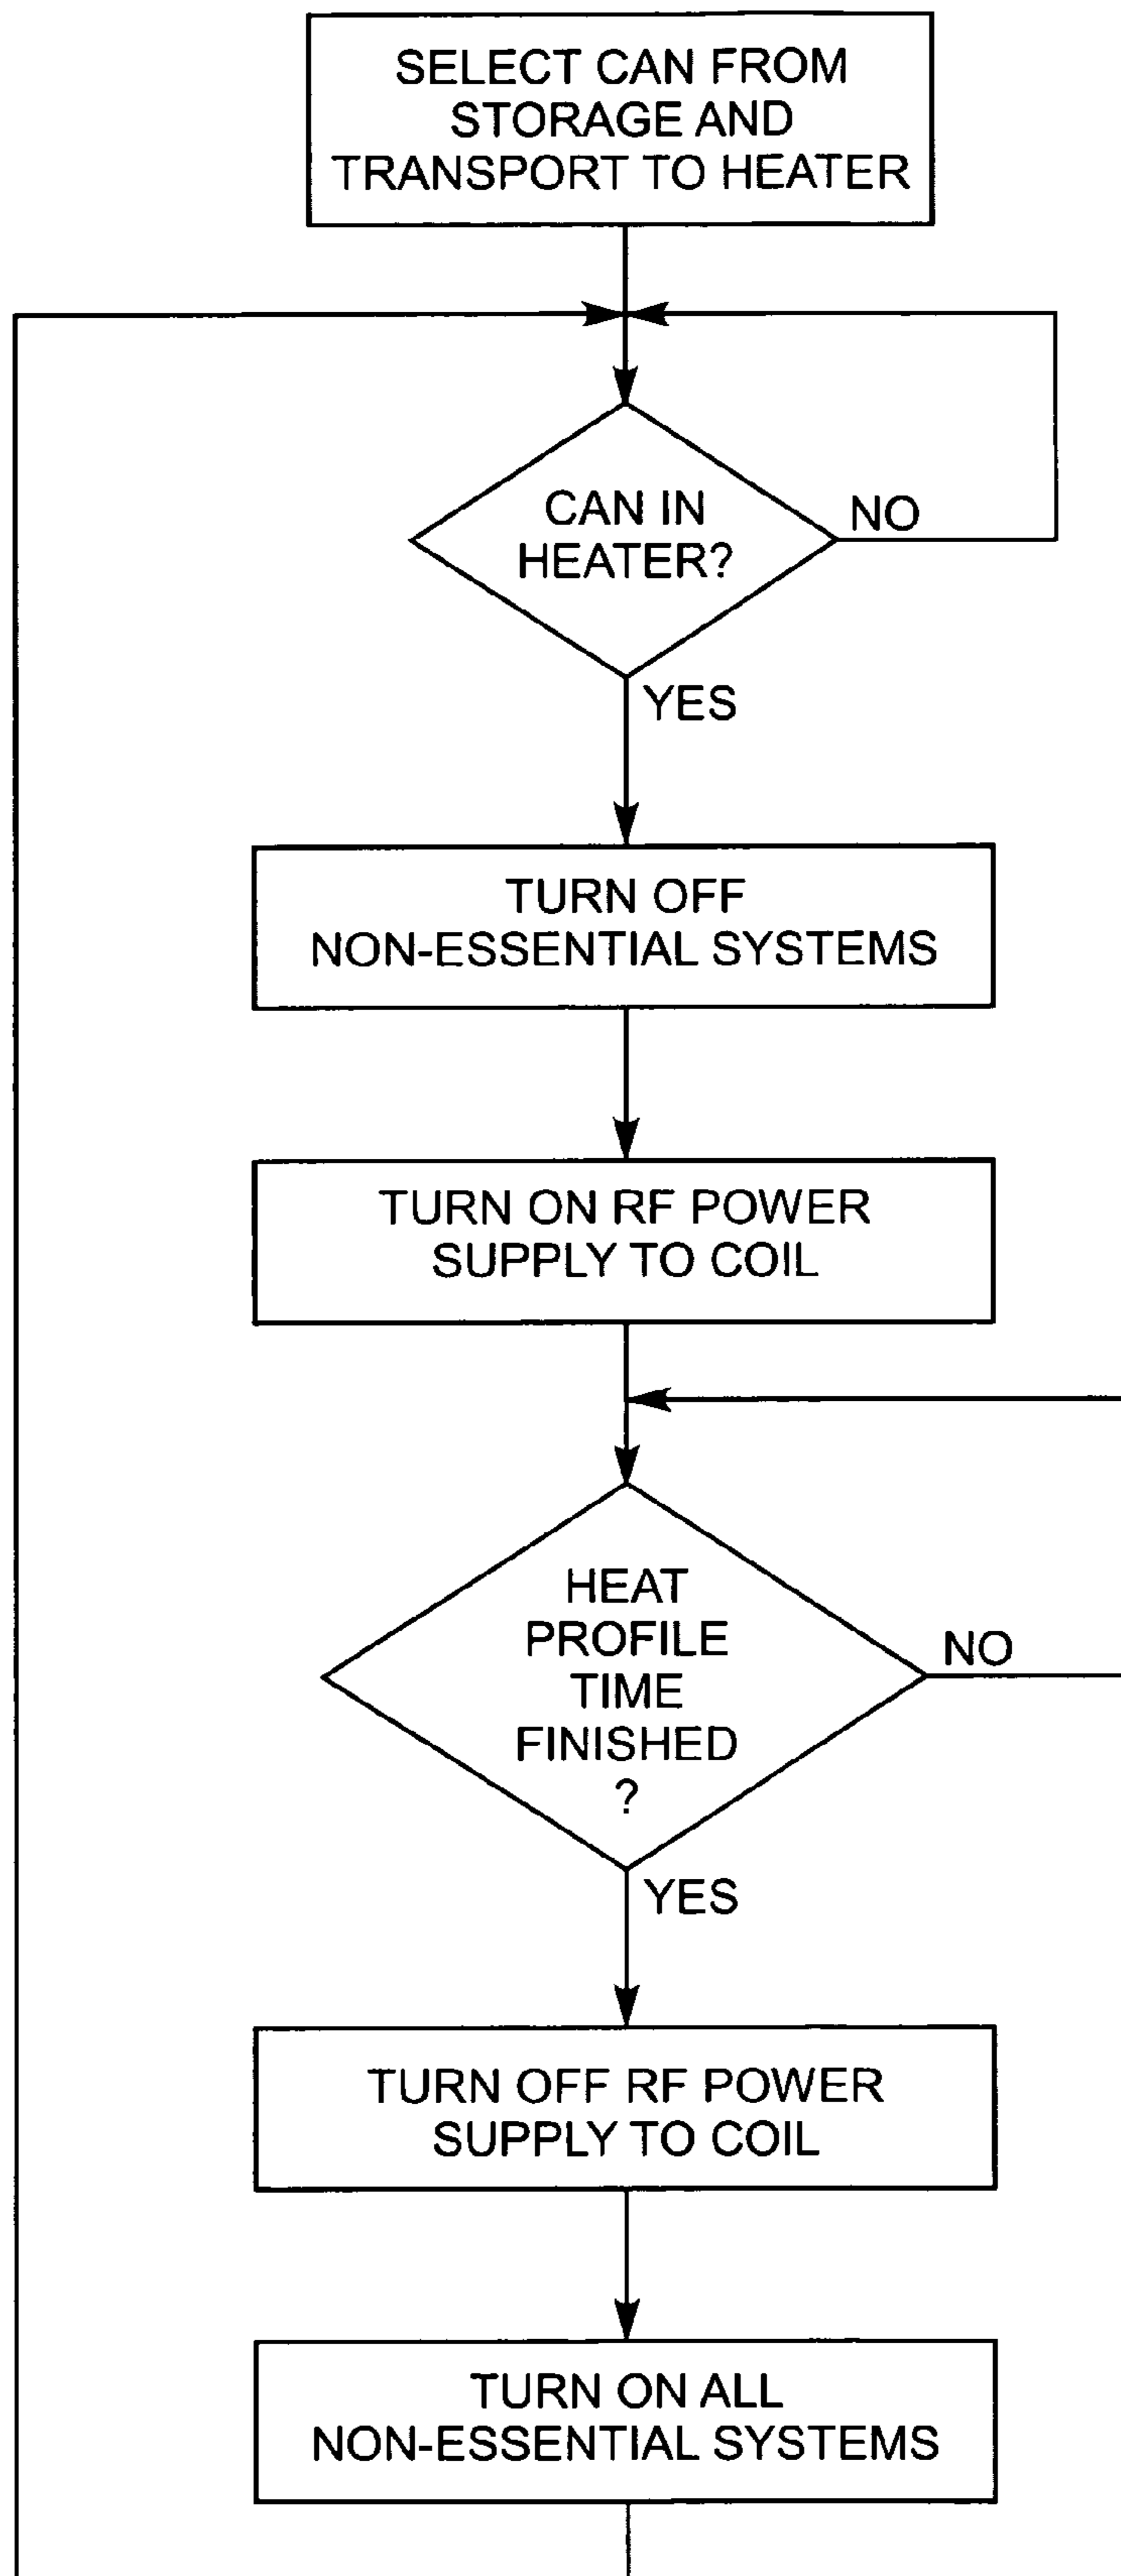 SELECT CAN FROM
STORAGE AND
TRANSPORT TO HEATER
CAN IN
HEATER?
NO
YES
TURN OFF
NON-ESSENTIAL SYSTEMS
TURN ON RF POWER
SUPPLY TO COIL
HEAT
PROFILE
TIME
FINISHED
?
NO
YES
TURN OFF RF POWER
SUPPLY TO COIL
TURN ON ALL
NON-ESSENTIAL SYSTEMS